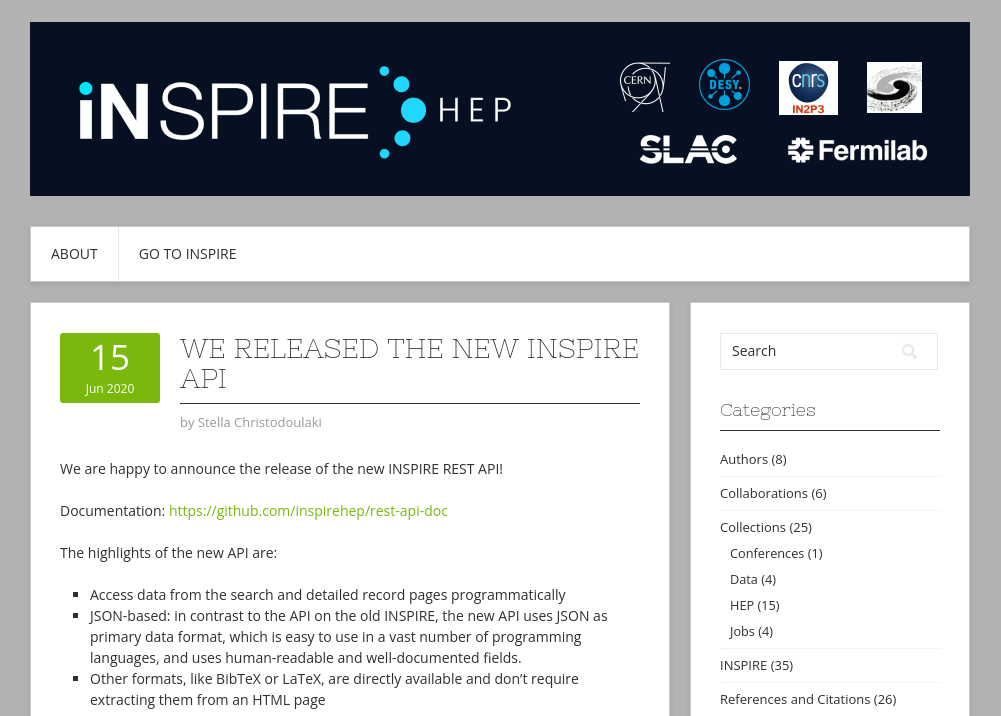 iNSPIRE HEP
CERN
DESY.
cnrs
IN2P3
SLAC
Fermilab
ABOUT
GO TO INSPIRE
15
Jun 2020
WE RELEASED THE NEW INSPIRE
API
by Stella Christodoulaki
We are happy to announce the release of the new INSPIRE REST API!
Documentation: https://github.com/inspirehep/rest-api-doc
The highlights of the new API are:
Access data from the search and detailed record pages programmatically
JSON-based: in contrast to the API on the old INSPIRE, the new API uses JSON as
primary data format, which is easy to use in a vast number of programming
languages, and uses human-readable and well-documented fields.
Other formats, like BibTeX or LaTeX, are directly available and don’t require
extracting them from an HTML page
Search
Categories
Authors (8)
Collaborations (6)
Collections (25)
Conferences (1)
Data (4)
HEP (15)
Jobs (4)
INSPIRE (35)
References and Citations (26)